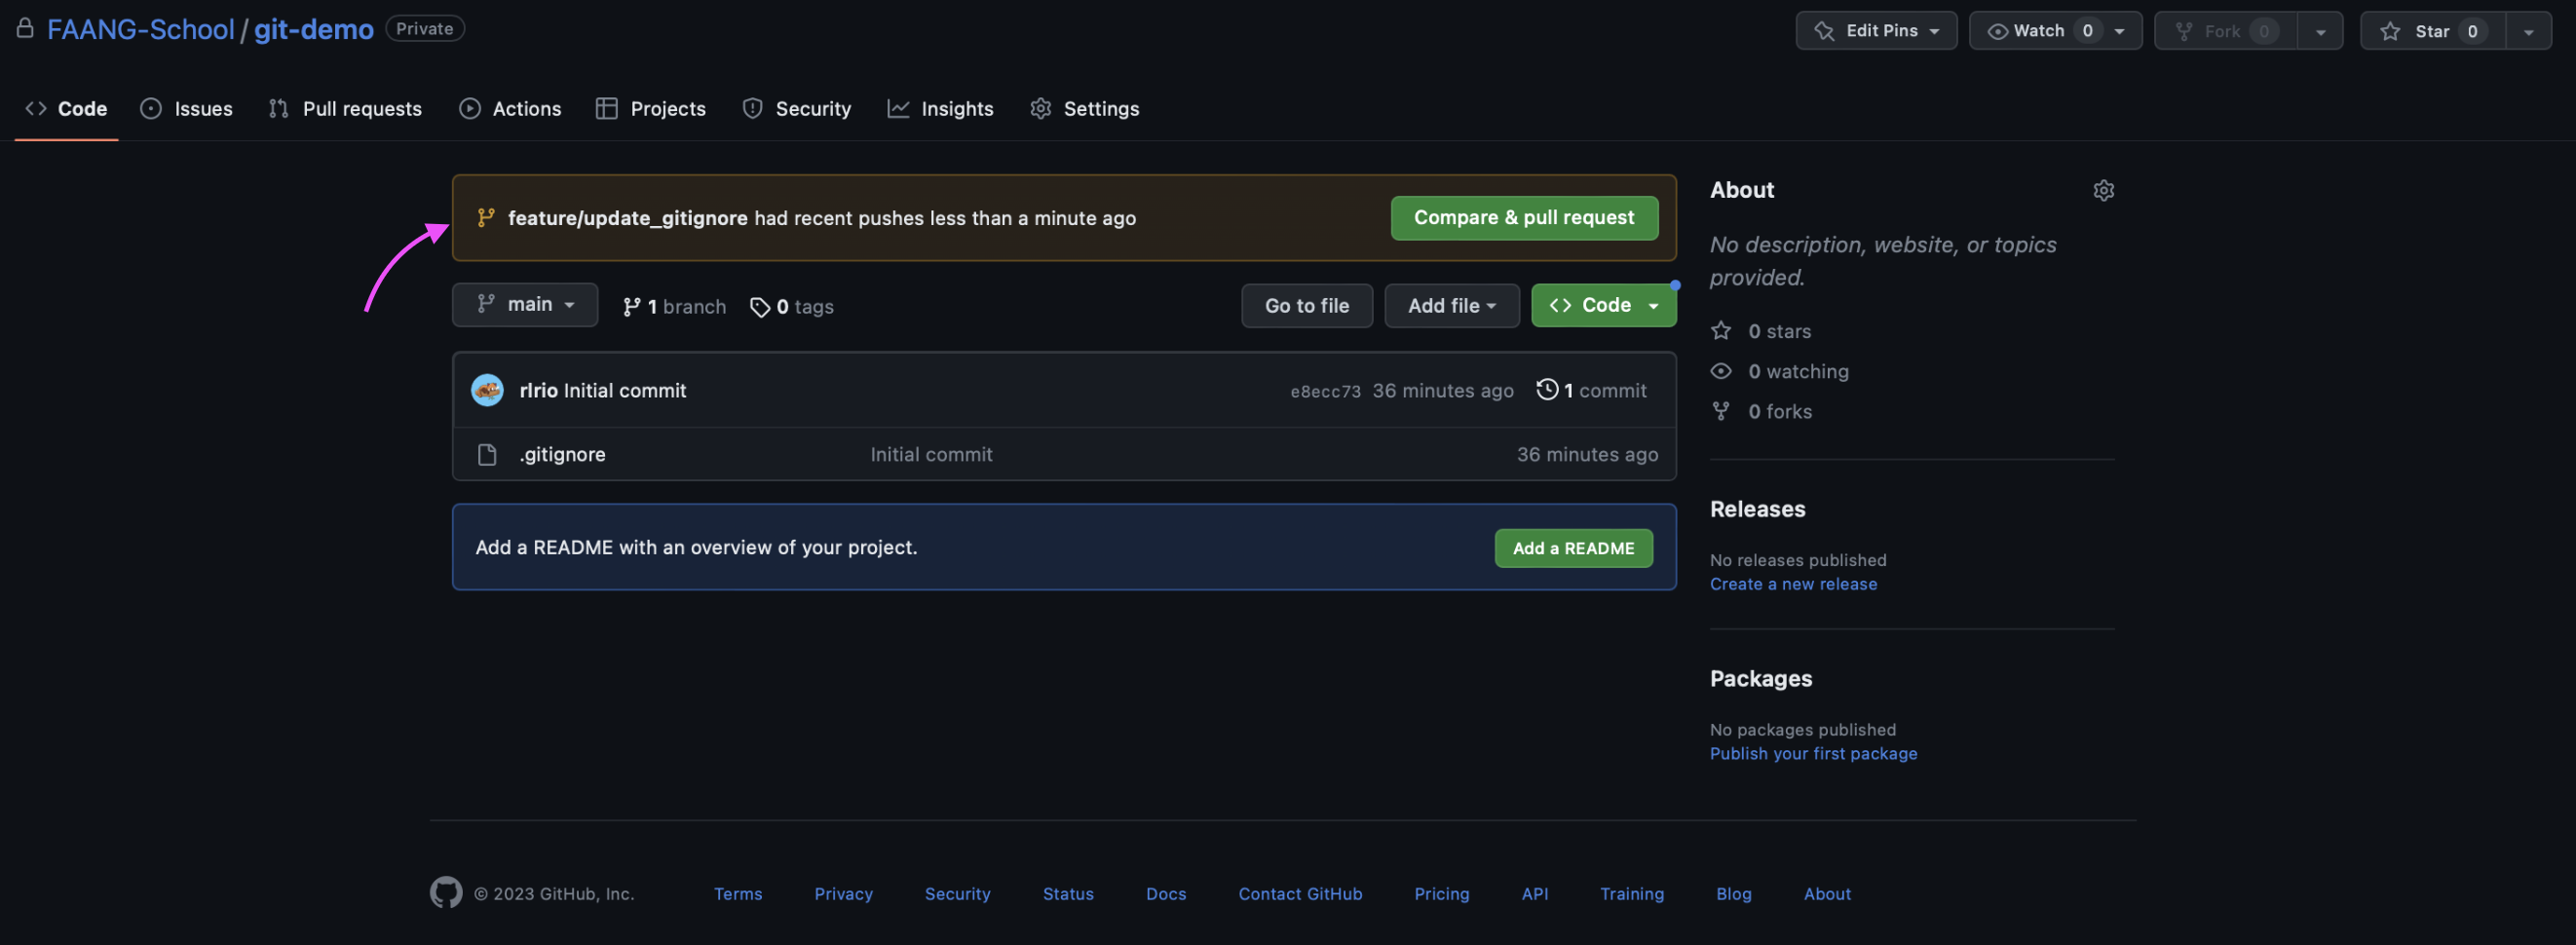 FAANG-School / git-demo Private
Edit Pins Watch 0 Fork 0 Star 0
Code Issues Pull requests Actions Projects Security Insights Settings
feature/update_gitignore had recent pushes less than a minute ago Compare & pull request
main 1 branch 0 tags Go to file Add file Code
rlrio Initial commit e8ecc73 36 minutes ago 1 commit
.gitignore Initial commit 36 minutes ago
Add a README with an overview of your project. Add a README
About
No description, website, or topics
provided.
0 stars
0 watching
0 forks
Releases
No releases published
Create a new release
Packages
No packages published
Publish your first package
© 2023 GitHub, Inc. Terms Privacy Security Status Docs Contact GitHub Pricing API Training Blog About